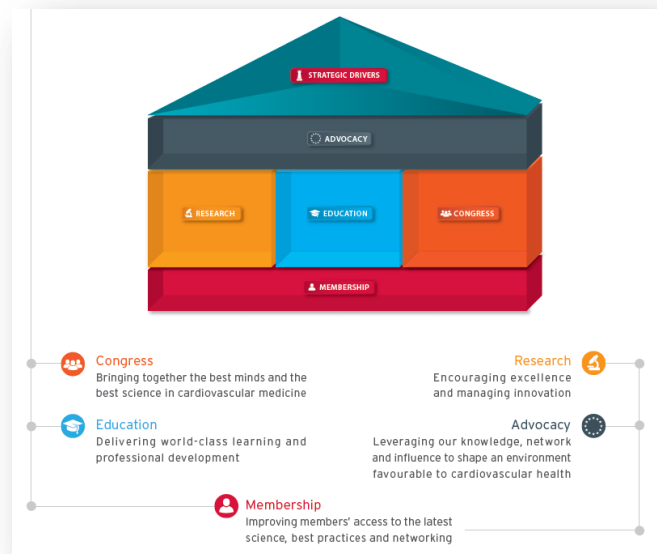 STRATEGIC DRIVERS
ADVOCACY
RESEARCH
EDUCATION
CONGRESS
MEMBERSHIP
Congress
Bringing together the best minds and the
best science in cardiovascular medicine
Research
Encouraging excellence
and managing innovation
Education
Delivering world-class learning and
professional development
Advocacy
Leveraging our knowledge, network
and influence to shape an environment
favourable to cardiovascular health
Membership
Improving members' access to the latest
science, best practices and networking